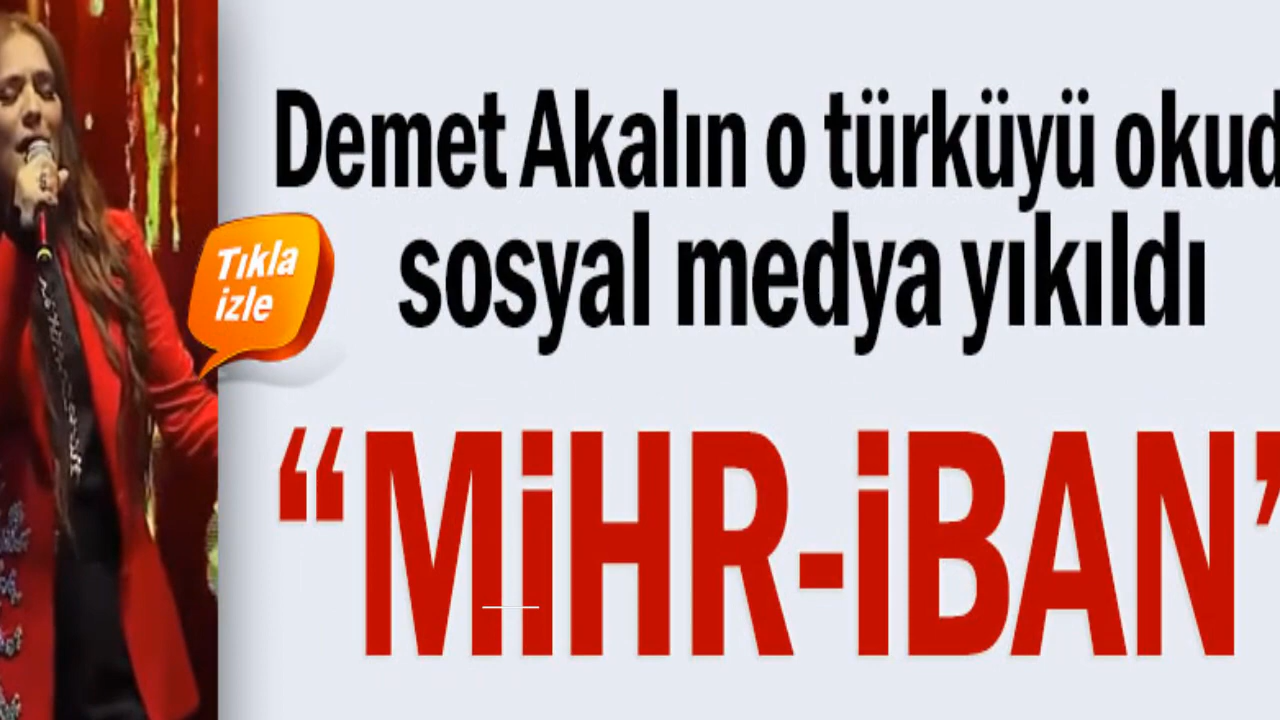 Demet Akalın o türküyü okud
sosyal medya yıkıldı
Tıkla
izle
“MiHR-iBAN”